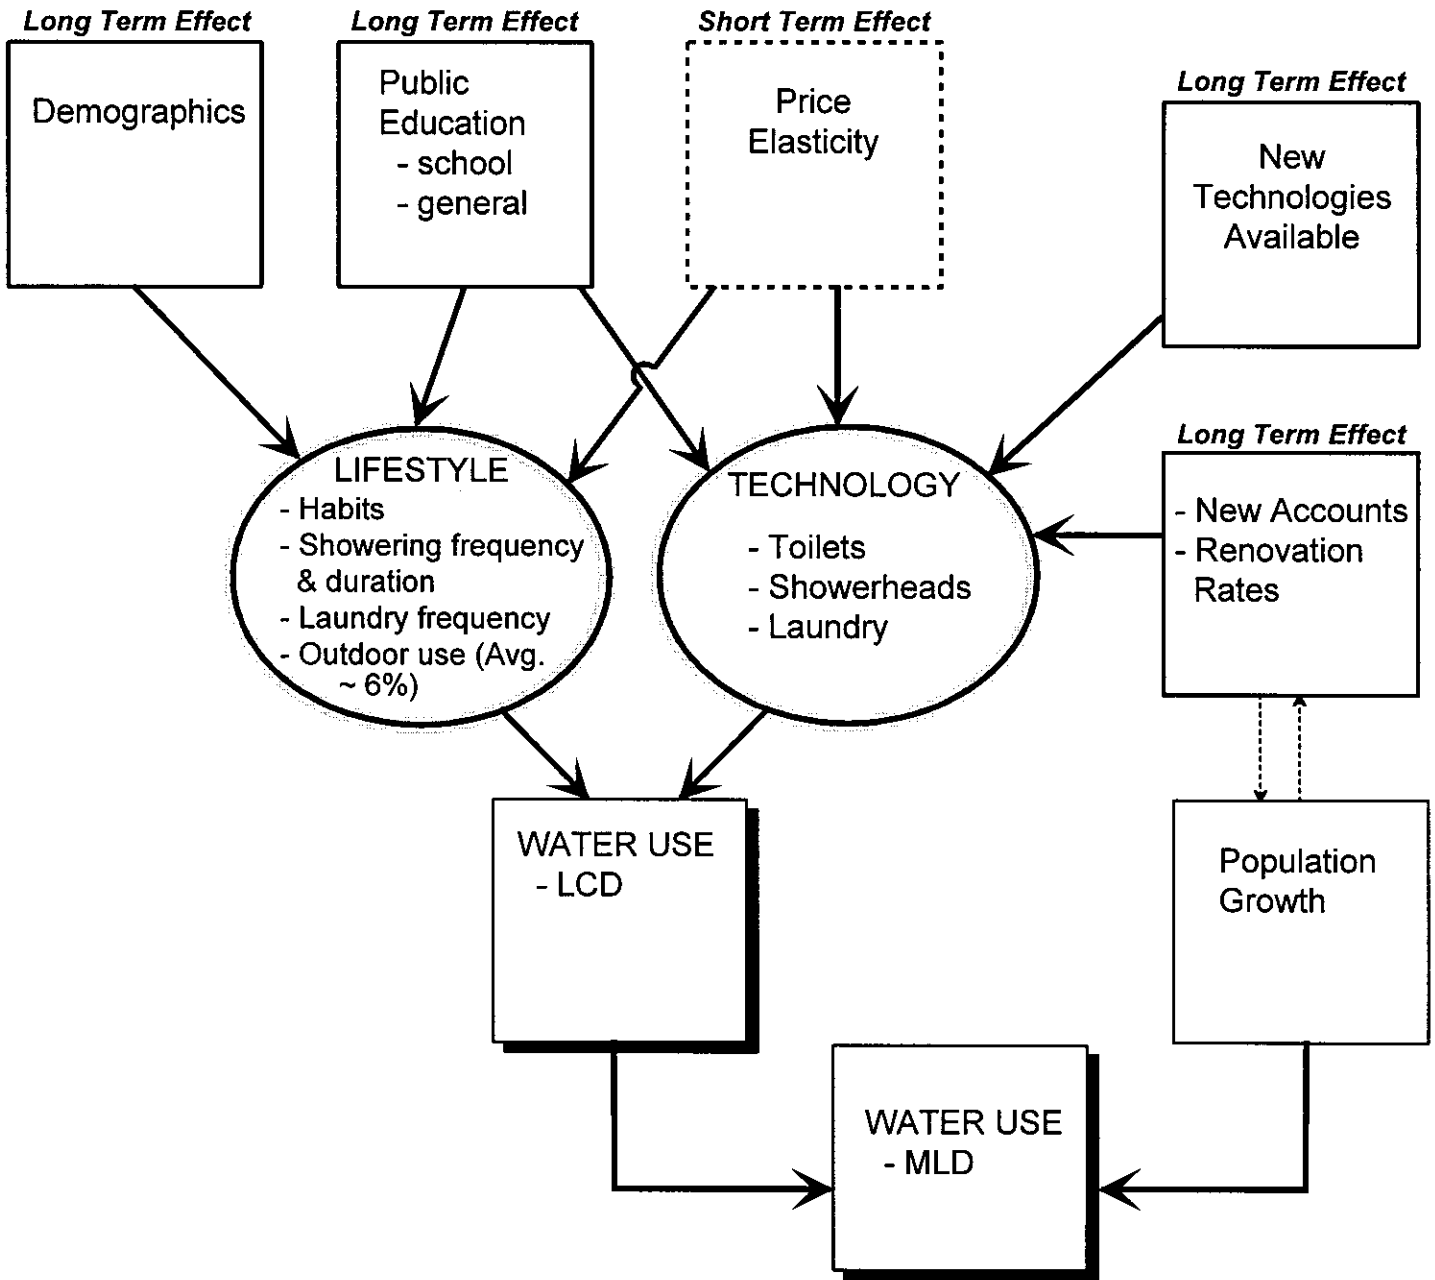 Long Term Effect
Demographics
Long Term Effect
Public
Education
- school
- general
Short Term Effect
Price
Elasticity
Long Term Effect
New
Technologies
Available
LIFESTYLE
- Habits
- Showering frequency
& duration
- Laundry frequency
- Outdoor use (Avg.
~ 6%)
TECHNOLOGY
- Toilets
- Showerheads
- Laundry
Long Term Effect
- New Accounts
- Renovation
Rates
WATER USE
- LCD
Population
Growth
WATER USE
- MLD